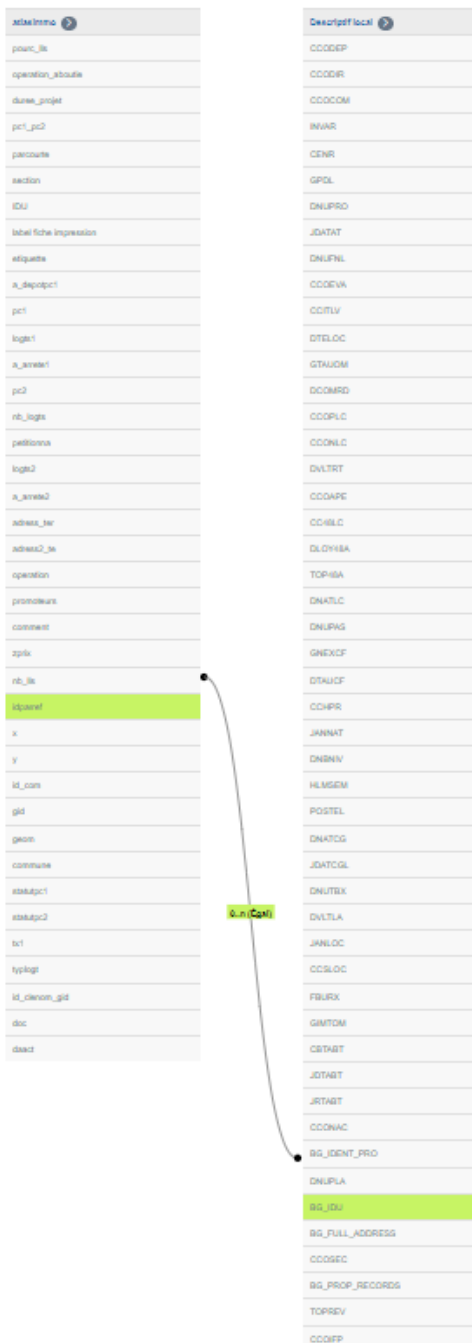 atlasimmo
pourc_lls
operation_aboutie
duree_projet
pc1_pc2
parcourte
section
IDU
label fiche impression
etiquette
a_depotpc1
pc1
logts1
a_arrete1
pc2
nb_logts
petitionna
logts2
a_arrete2
adress_ter
adress2_te
operation
promoteurs
comment
zprix
nb_lls
idparref
x
y
id_com
gid
geom
commune
statutpc1
statutpc2
tx1
typlogt
id_clenom_gid
doc
daact
0..n (Égal)
Descriptif local
CCODEP
CCODIR
CCOCOM
INVAR
CENR
GPDL
DNUPRO
JDATAT
DNUFNL
CCOEVA
CCITLV
DTELOC
GTAUOM
DCOMRD
CCOPLC
CCONLC
DVLTRT
CCOAPE
CC48LC
DLOY48A
TOP48A
DNATLC
DNUPAS
GNEXCF
DTAUCF
CCHPR
JANNAT
DNBNIV
HLMSEM
POSTEL
DNATCG
JDATCGL
DNUTBX
DVLTLA
JANLOC
CCSLOC
FBURX
GIMTOM
CBTABT
JDTABT
JRTABT
CCONAC
BG_IDENT_PRO
DNUPLA
BG_IDU
BG_FULL_ADDRESS
CCOSEC
BG_PROP_RECORDS
TOPREV
CCOIFP